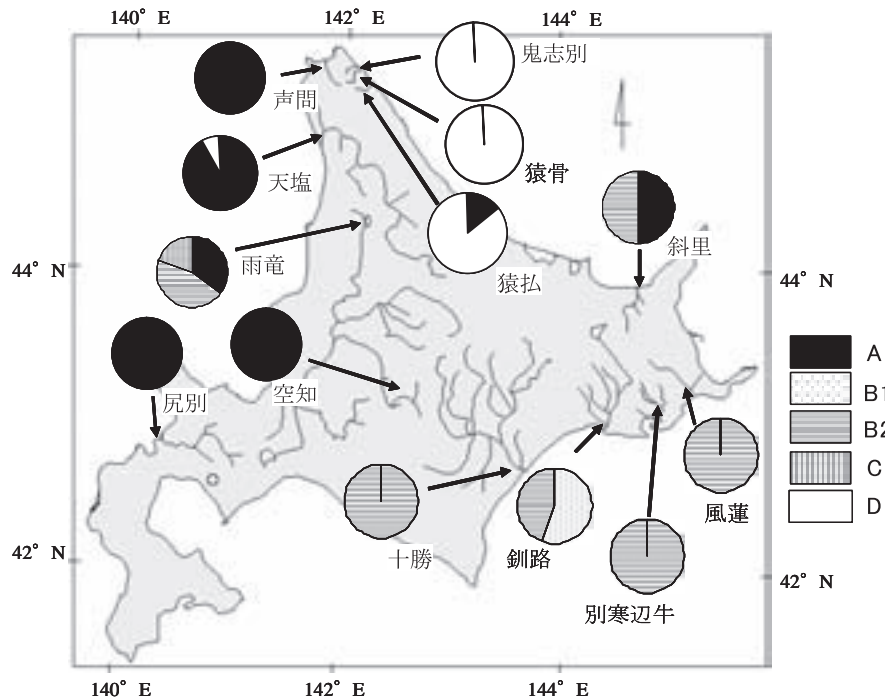 140° E
142° E
144° E
鬼志別
声問
天塩
猿骨
斜里
雨竜
猿払
44° N
44° N
尻別
空知
A
B1
B2
C
D
風蓮
十勝
釧路
別寒辺牛
42° N
42° N
140° E
142° E
144° E